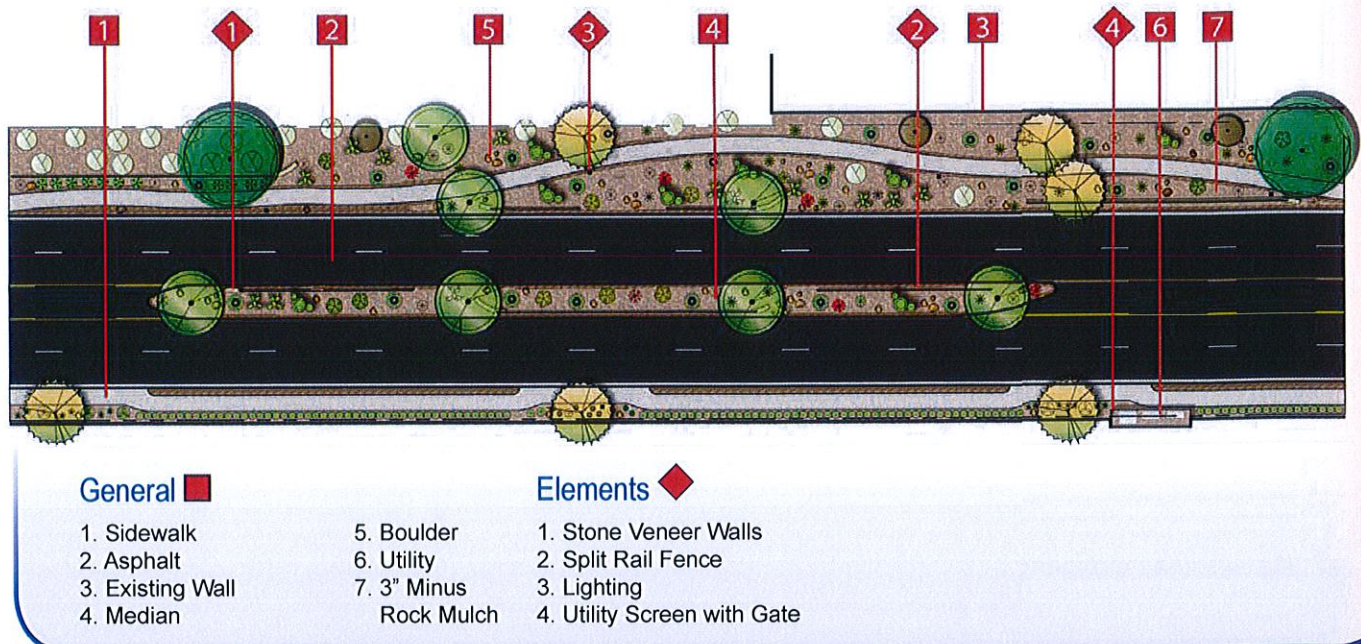 1 1 2 5 3 4 2 3 4 6 7
General
1. Sidewalk
2. Asphalt
3. Existing Wall
4. Median
5. Boulder
6. Utility
7. 3" Minus
Rock Mulch
Elements
1. Stone Veneer Walls
2. Split Rail Fence
3. Lighting
4. Utility Screen with Gate